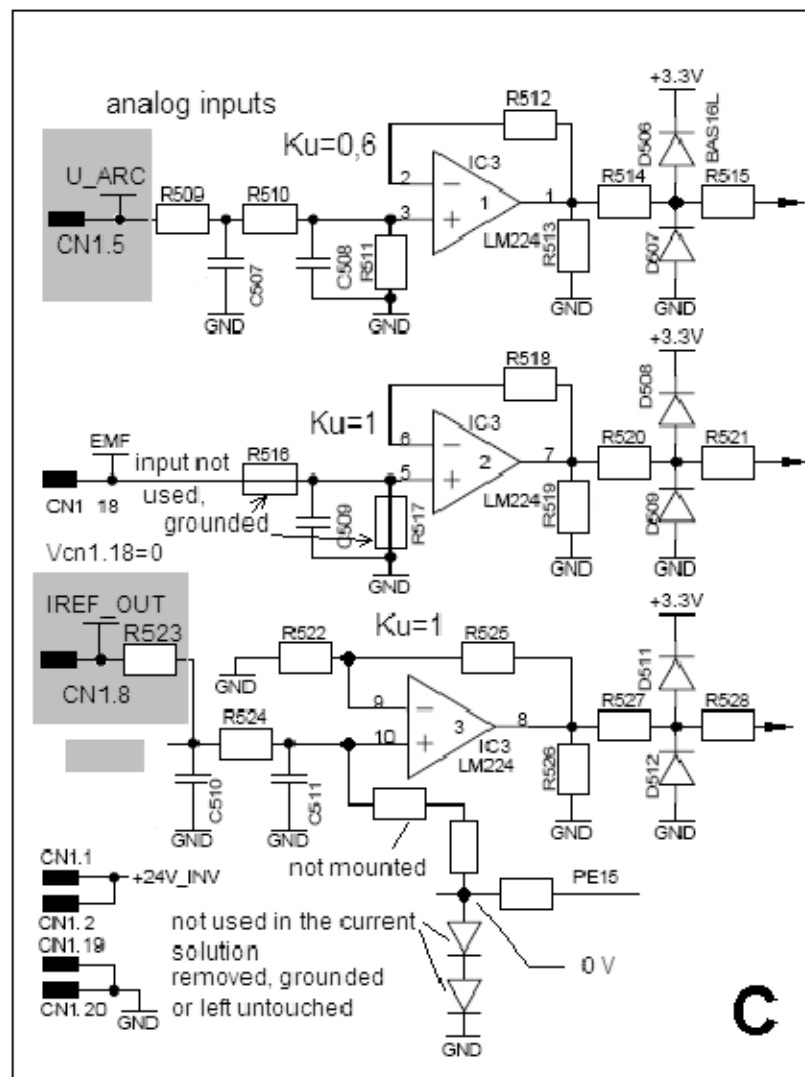 analog inputs
U_ARC
CN1.5
R509
R510
C507
GND
C508
R511
GND
Ku=0,6
R512
IC3
2
3
1
1
LM224
R513
GND
R514
+3.3V
D506
BAS16L
R515
D507
GND
EMF
CN1 18
input not
used,
grounded
Vcn1.18=0
R516
C509
R517
GND
Ku=1
R518
IC3
6
5
2
7
LM224
R519
GND
R520
+3.3V
D508
R521
D509
GND
IREF_OUT
R523
CN1.8
C510
GND
R524
C511
GND
GND
R522
Ku=1
R525
9
10
3
8
IC3
LM224
R526
GND
R527
+3.3V
D511
R528
D512
GND
not mounted
PE15
0 V
GND
CN1.1
+24V_INV
CN1.2
CN1.19
CN1.20
GND
not used in the current
solution
removed, grounded
or left untouched
C